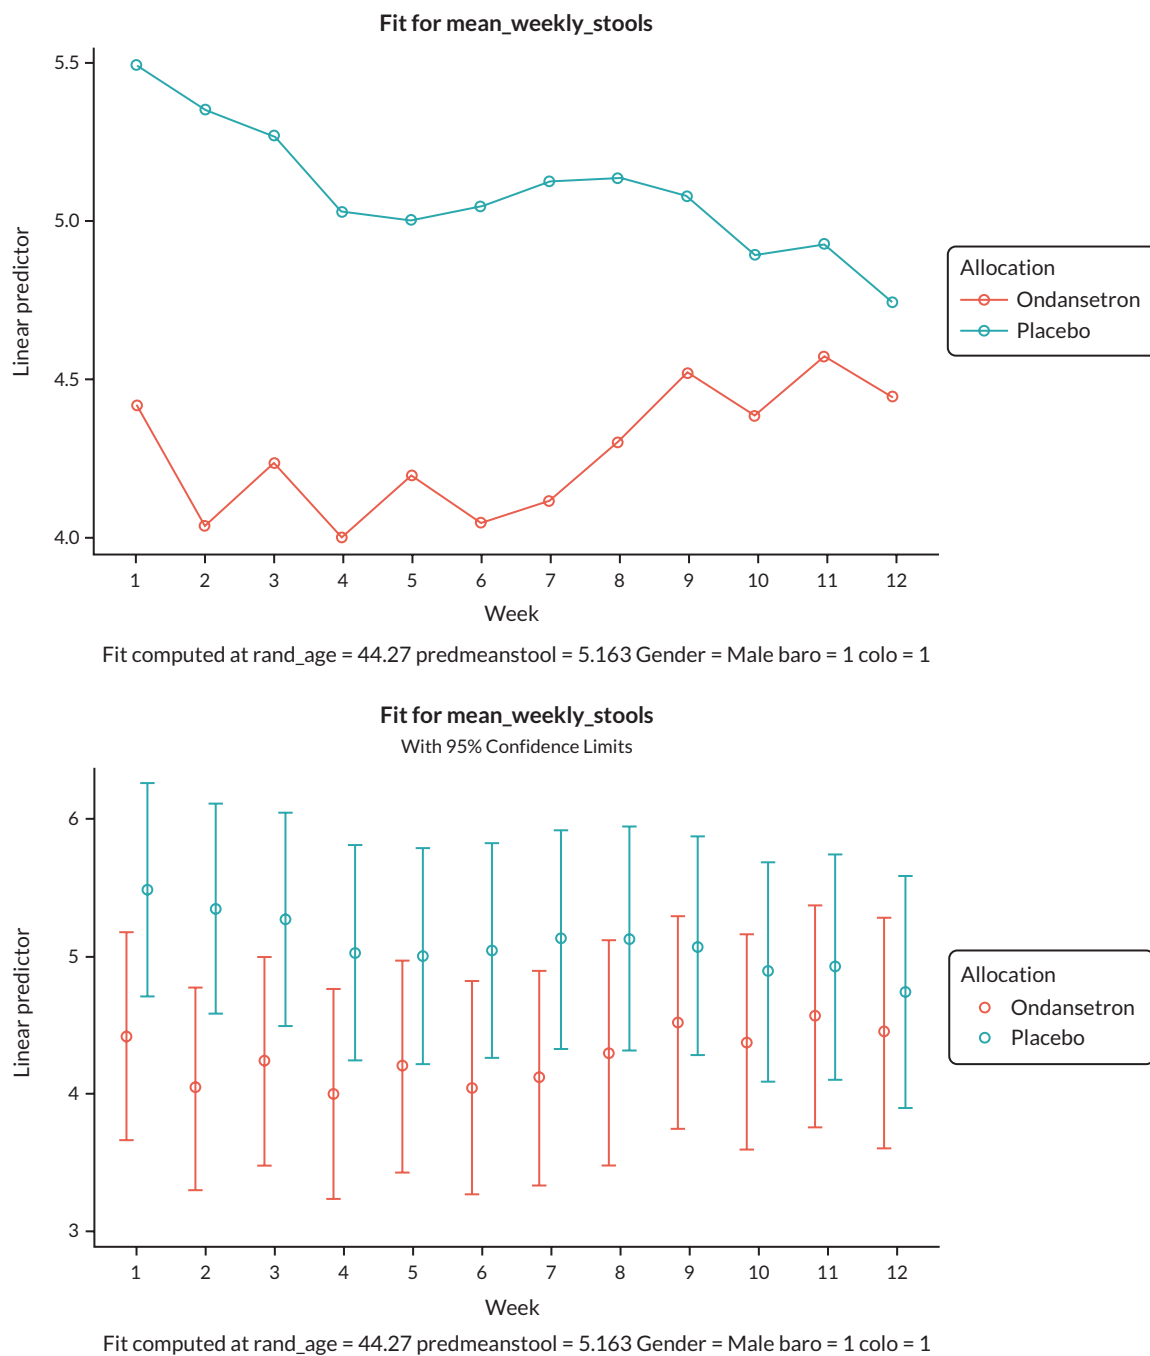 Fit for mean_weekly_stools
5.5
5.0
4.5
4.0
Linear predictor
1 2 3 4 5 6 7 8 9 10 11 12
Week
Allocation
Ondansetron
Placebo
Fit computed at rand_age = 44.27 predmeanstool = 5.163 Gender = Male baro = 1 colo = 1
Fit for mean_weekly_stools
With 95% Confidence Limits
6
5
4
3
Linear predictor
1 2 3 4 5 6 7 8 9 10 11 12
Week
Allocation
Ondansetron
Placebo
Fit computed at rand_age = 44.27 predmeanstool = 5.163 Gender = Male baro = 1 colo = 1